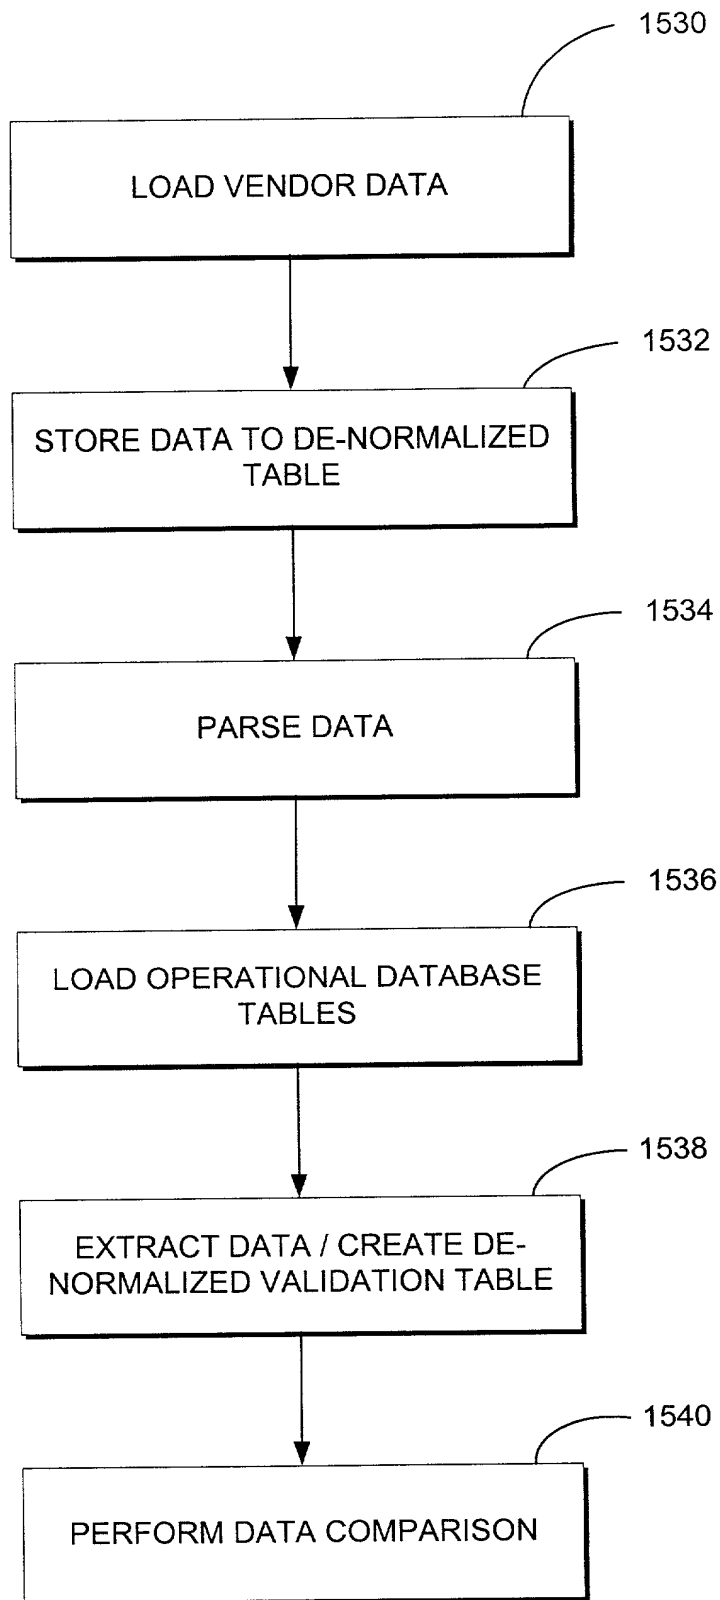 1530
LOAD VENDOR DATA
1532
STORE DATA TO DE-NORMALIZED
TABLE
1534
PARSE DATA
1536
LOAD OPERATIONAL DATABASE
TABLES
1538
EXTRACT DATA / CREATE DE-
NORMALIZED VALIDATION TABLE
1540
PERFORM DATA COMPARISON